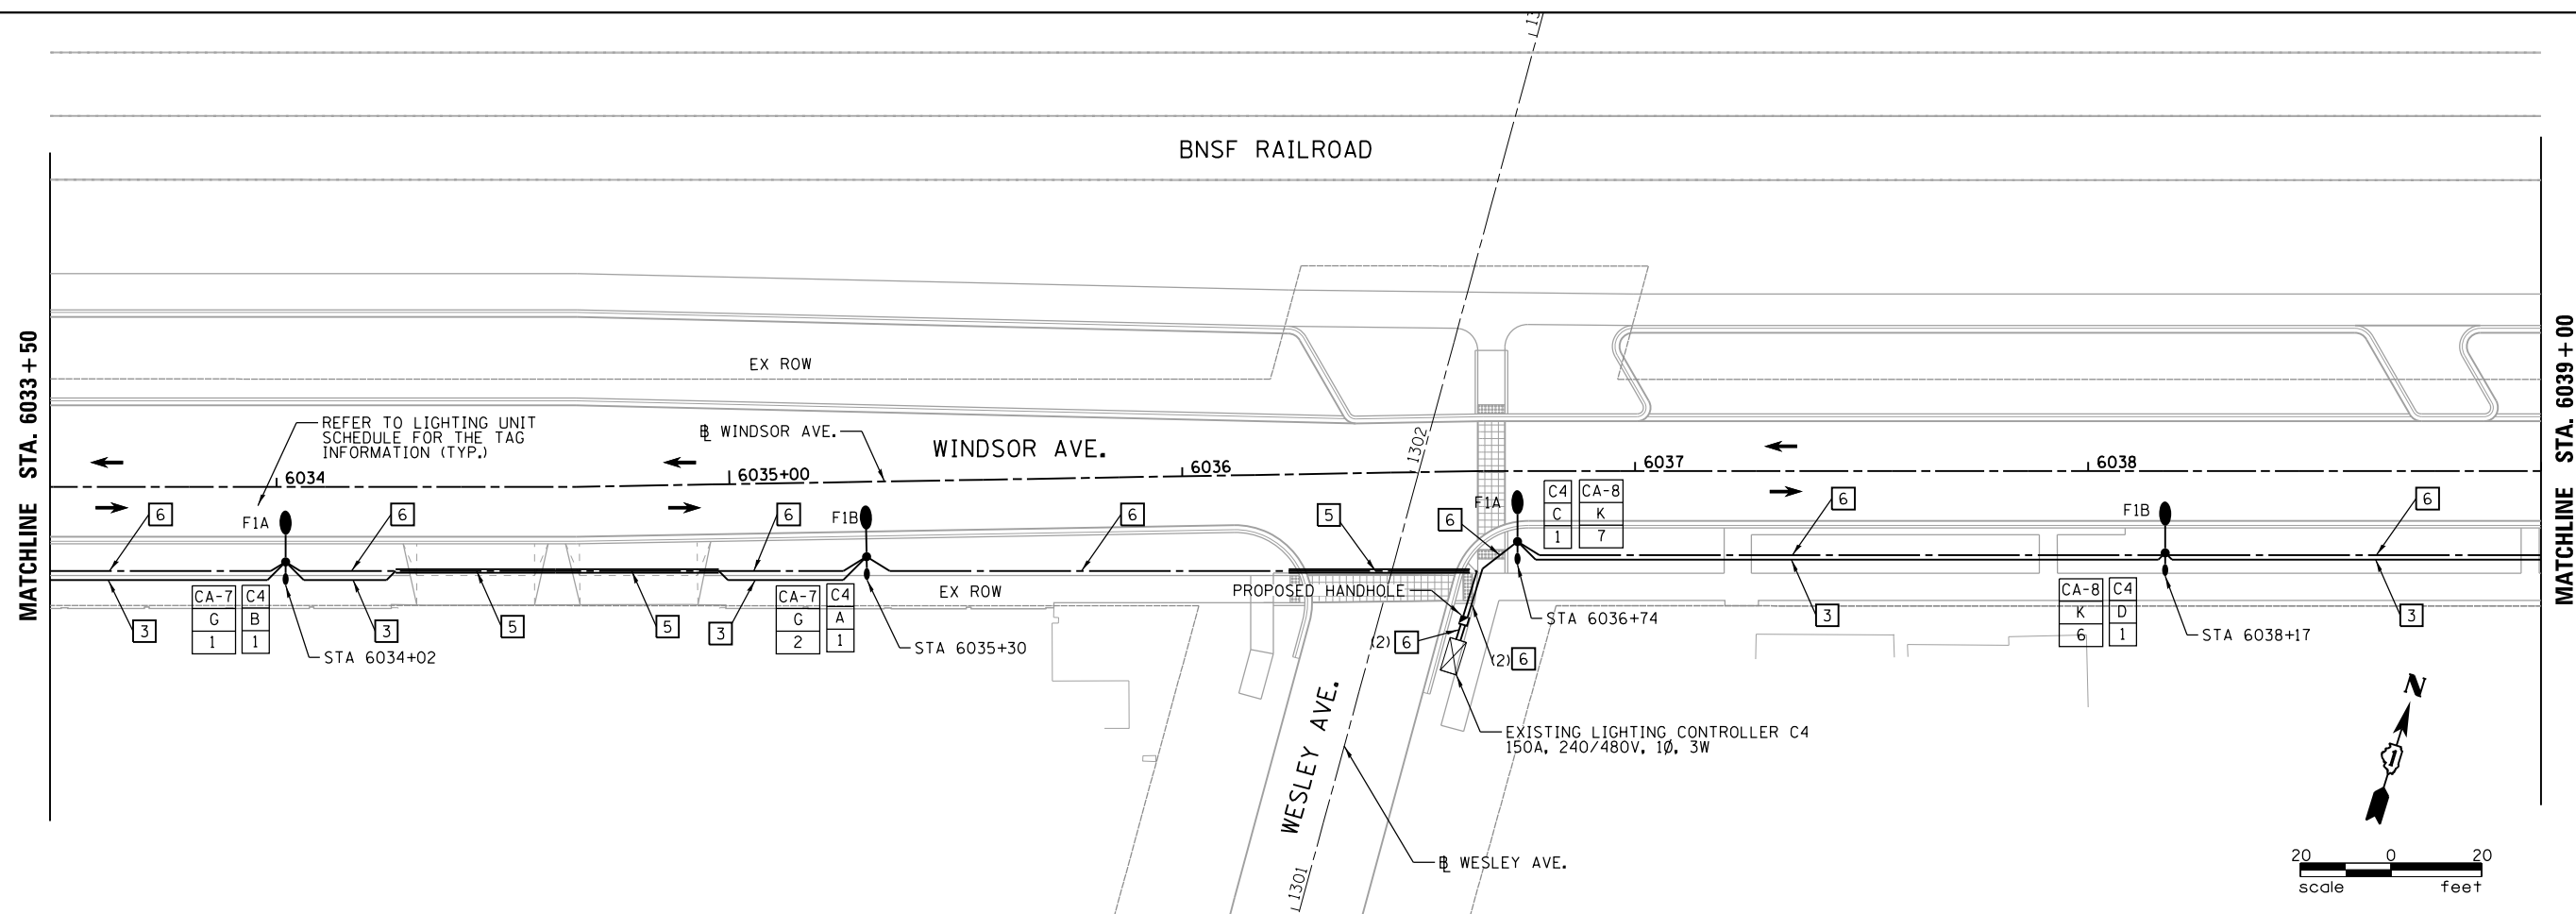 BNSF RAILROAD
EX ROW
MATCHLINE STA. 6033+50
MATCHLINE STA. 6039+00
REFER TO LIGHTING UNIT
SCHEDULE FOR THE TAG
INFORMATION (TYP.)
BL WINDSOR AVE.
WINDSOR AVE.
1302
6034
6035+00
6036
6037
6038
6
F1A
6
6
F1B
6
5
6
F1A
C4
C
1
CA-8
K
7
6
F1B
6
CA-7
G
1
C4
B
1
3
STA 6034+02
3
5
5
3
CA-7
G
2
C4
A
1
STA 6035+30
EX ROW
PROPOSED HANDHOLE
(2) 6
(2) 6
STA 6036+74
3
CA-8
K
6
C4
D
1
STA 6038+17
3
EXISTING LIGHTING CONTROLLER C4
150A, 240/480V, 1Ø, 3W
WESLEY AVE.
BL WESLEY AVE.
1301
N
1
20 0 20
scale feet